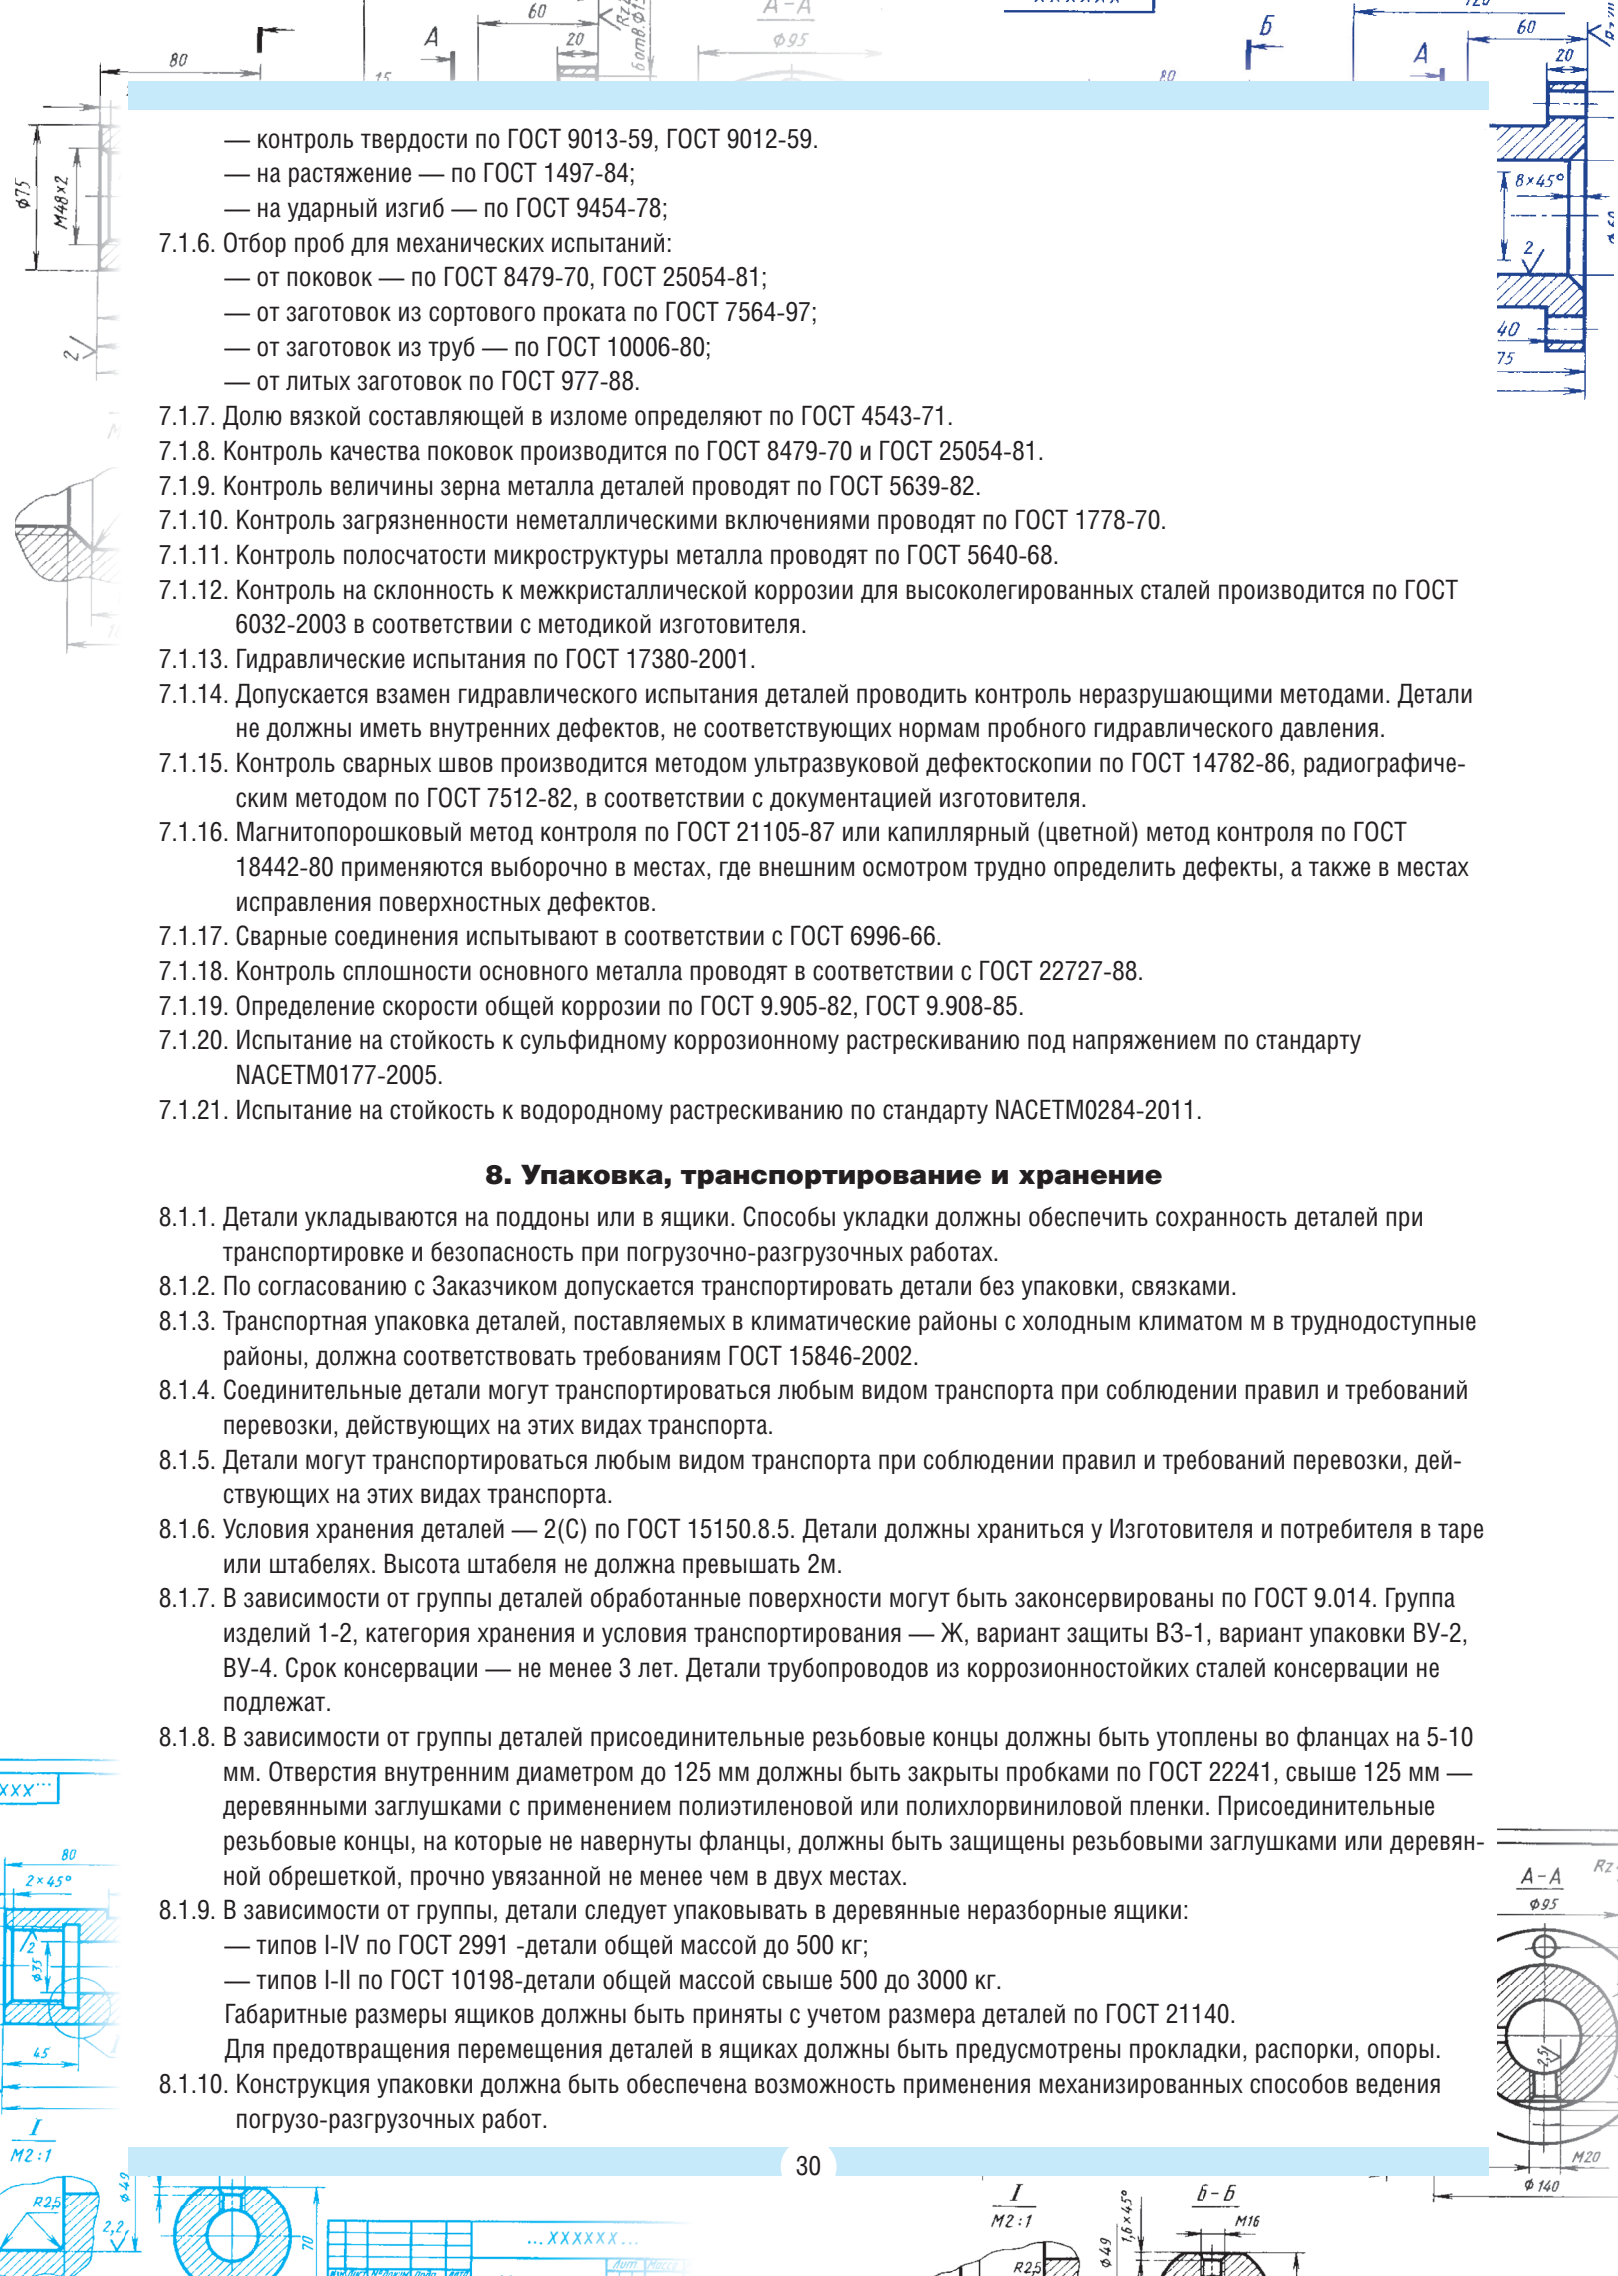 — контроль твердости по ГОСТ 9013-59, ГОСТ 9012-59.
— на растяжение — по ГОСТ 1497-84;
— на ударный изгиб — по ГОСТ 9454-78;
7.1.6. Отбор проб для механических испытаний:
— от поковок — по ГОСТ 8479-70, ГОСТ 25054-81;
— от заготовок из сортового проката по ГОСТ 7564-97;
— от заготовок из труб — по ГОСТ 10006-80;
— от литых заготовок по ГОСТ 977-88.
7.1.7. Долю вязкой составляющей в изломе определяют по ГОСТ 4543-71.
7.1.8. Контроль качества поковок производится по ГОСТ 8479-70 и ГОСТ 25054-81.
7.1.9. Контроль величины зерна металла деталей проводят по ГОСТ 5639-82.
7.1.10. Контроль загрязненности неметаллическими включениями проводят по ГОСТ 1778-70.
7.1.11. Контроль полосчатости микроструктуры металла проводят по ГОСТ 5640-68.
7.1.12. Контроль на склонность к межкристаллической коррозии для высоколегированных сталей производится по ГОСТ
6032-2003 в соответствии с методикой изготовителя.
7.1.13. Гидравлические испытания по ГОСТ 17380-2001.
7.1.14. Допускается взамен гидравлического испытания деталей проводить контроль неразрушающими методами. Детали
не должны иметь внутренних дефектов, не соответствующих нормам пробного гидравлического давления.
7.1.15. Контроль сварных швов производится методом ультразвуковой дефектоскопии по ГОСТ 14782-86, радиографиче-
ским методом по ГОСТ 7512-82, в соответствии с документацией изготовителя.
7.1.16. Магнитопорошковый метод контроля по ГОСТ 21105-87 или капиллярный (цветной) метод контроля по ГОСТ
18442-80 применяются выборочно в местах, где внешним осмотром трудно определить дефекты, а также в местах
исправления поверхностных дефектов.
7.1.17. Сварные соединения испытывают в соответствии с ГОСТ 6996-66.
7.1.18. Контроль сплошности основного металла проводят в соответствии с ГОСТ 22727-88.
7.1.19. Определение скорости общей коррозии по ГОСТ 9.905-82, ГОСТ 9.908-85.
7.1.20. Испытание на стойкость к сульфидному коррозионному растрескиванию под напряжением по стандарту
NACETM0177-2005.
7.1.21. Испытание на стойкость к водородному растрескиванию по стандарту NACETM0284-2011.
8. Упаковка, транспортирование и хранение
8.1.1. Детали укладываются на поддоны или в ящики. Способы укладки должны обеспечить сохранность деталей при
транспортировке и безопасность при погрузочно-разгрузочных работах.
8.1.2. По согласованию с Заказчиком допускается транспортировать детали без упаковки, связками.
8.1.3. Транспортная упаковка деталей, поставляемых в климатические районы с холодным климатом м в труднодоступные
районы, должна соответствовать требованиям ГОСТ 15846-2002.
8.1.4. Соединительные детали могут транспортироваться любым видом транспорта при соблюдении правил и требований
перевозки, действующих на этих видах транспорта.
8.1.5. Детали могут транспортироваться любым видом транспорта при соблюдении правил и требований перевозки, дей-
ствующих на этих видах транспорта.
8.1.6. Условия хранения деталей — 2(С) по ГОСТ 15150.8.5. Детали должны храниться у Изготовителя и потребителя в таре
или штабелях. Высота штабеля не должна превышать 2м.
8.1.7. В зависимости от группы деталей обработанные поверхности могут быть законсервированы по ГОСТ 9.014. Группа
изделий 1-2, категория хранения и условия транспортирования — Ж, вариант защиты ВЗ-1, вариант упаковки ВУ-2,
ВУ-4. Срок консервации — не менее 3 лет. Детали трубопроводов из коррозионностойких сталей консервации не
подлежат.
8.1.8. В зависимости от группы деталей присоединительные резьбовые концы должны быть утоплены во фланцах на 5-10
мм. Отверстия внутренним диаметром до 125 мм должны быть закрыты пробками по ГОСТ 22241, свыше 125 мм —
деревянными заглушками с применением полиэтиленовой или полихлорвиниловой пленки. Присоединительные
резьбовые концы, на которые не навернуты фланцы, должны быть защищены резьбовыми заглушками или деревян-
ной обрешеткой, прочно увязанной не менее чем в двух местах.
8.1.9. В зависимости от группы, детали следует упаковывать в деревянные неразборные ящики:
— типов I-IV по ГОСТ 2991 -детали общей массой до 500 кг;
— типов I-II по ГОСТ 10198-детали общей массой свыше 500 до 3000 кг.
Габаритные размеры ящиков должны быть приняты с учетом размера деталей по ГОСТ 21140.
Для предотвращения перемещения деталей в ящиках должны быть предусмотрены прокладки, распорки, опоры.
8.1.10. Конструкция упаковки должна быть обеспечена возможность применения механизированных способов ведения
погрузо-разгрузочных работ.
30